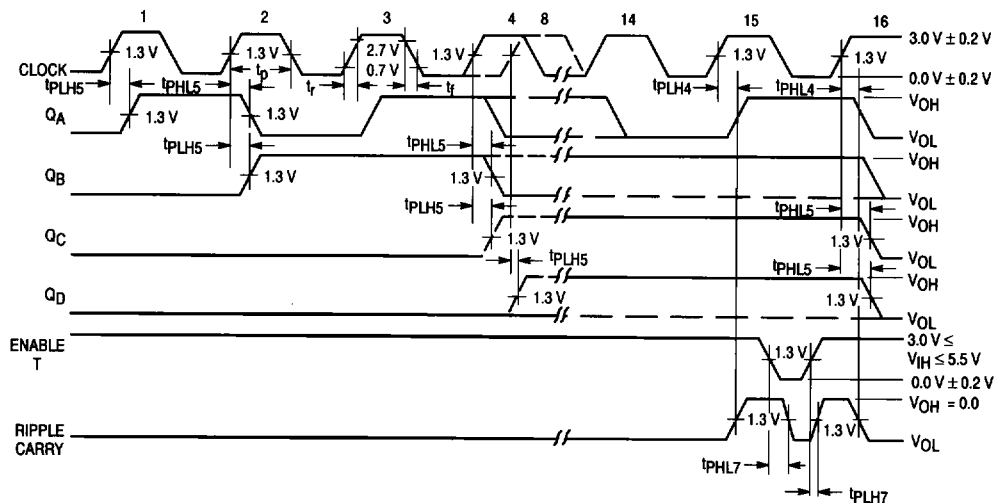 1 2 3 4 8 14 15 16
CLOCK 1.3 V 1.3 V 2.7 V 1.3 V 1.3 V 1.3 V 3.0 V ± 0.2 V
tp 0.7 V 0.0 V ± 0.2 V
tPLH5 tPHL5 tr tf tPLH4 tPHL4
QA 1.3 V 1.3 V 1.3 V VOH
VOL
tPLH5 tPHL5
QB 1.3 V 1.3 V VOH
VOL
tPLH5 tPHL5
QC 1.3 V 1.3 V VOH
VOL
tPLH5 tPHL5
QD 1.3 V 1.3 V VOH
VOL
ENABLE T 1.3 V 3.0 V ≤
VIH ≤ 5.5 V
0.0 V ± 0.2 V
RIPPLE CARRY 1.3 V 1.3 V VOH = 0.0
VOL
tPHL7
tPLH7